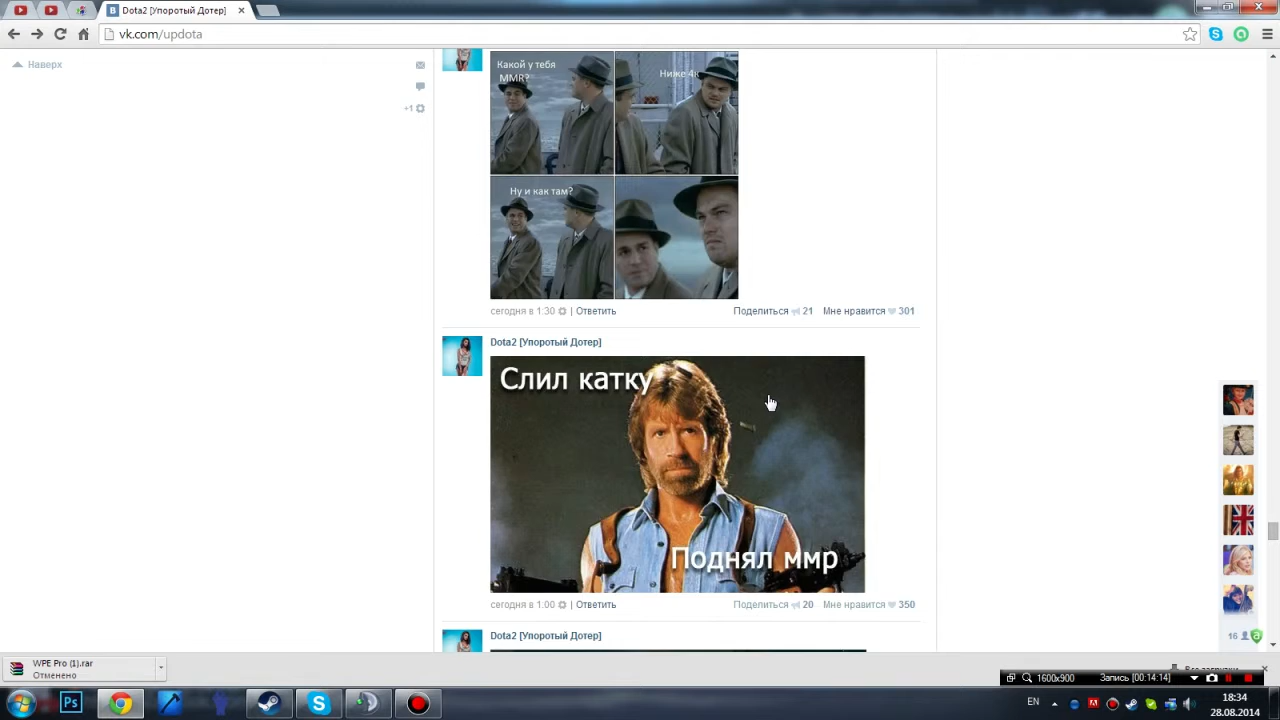 Dota2 [Упоротый Дотер]
vk.com/updota
Наверх
+1
Какой у тебя
MMR?
Ниже 4к
Ну и как там?
сегодня в 1:30 | Ответить
Поделиться 21 Мне нравится 301
Dota2 [Упоротый Дотер]
Слил катку
Поднял ммр
сегодня в 1:00 | Ответить
Поделиться 20 Мне нравится 350
Dota2 [Упоротый Дотер]
16
WPE Pro (1).rar
Отменено
1600x900 Запись [00:14:14]
EN
18:34
28.08.2014